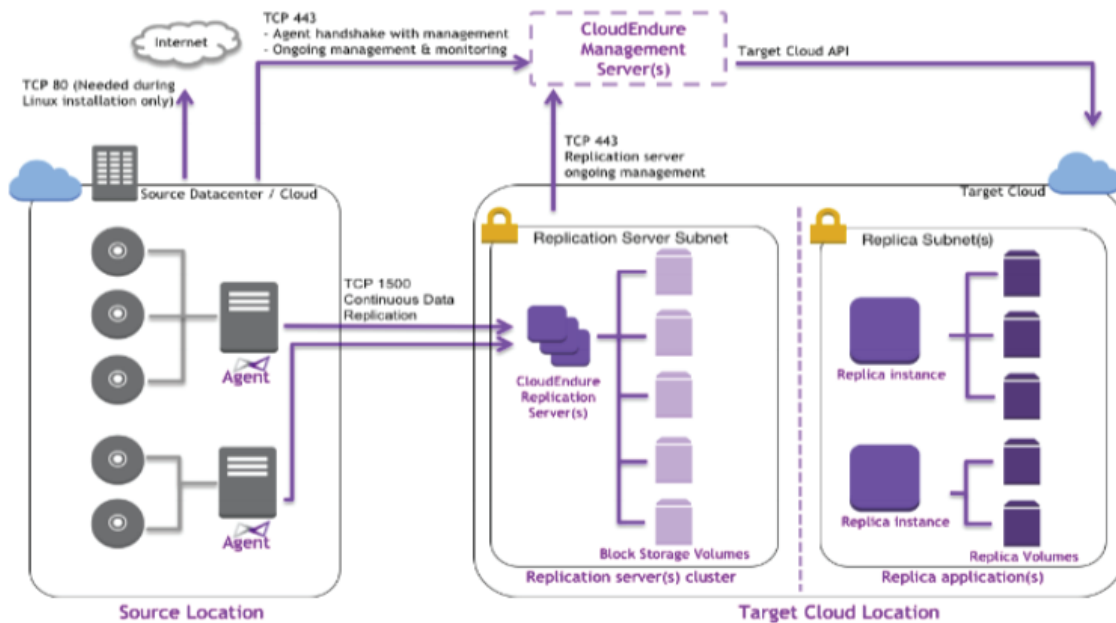 TCP 443
- Agent handshake with management
- Ongoing management & monitoring
Internet
CloudEndure
Management
Server(s)
Target Cloud API
TCP 80 (Needed during
Linux installation only)
TCP 443
Replication server
ongoing management
Source Datacenter / Cloud
Target Cloud
Replication Server Subnet
Replica Subnet(s)
TCP 1500
Continuous Data
Replication
Agent
CloudEndure
Replication
Server(s)
Replica instance
Agent
Replica instance
Block Storage Volumes
Replica Volumes
Replication server(s) cluster
Replica application(s)
Source Location
Target Cloud Location